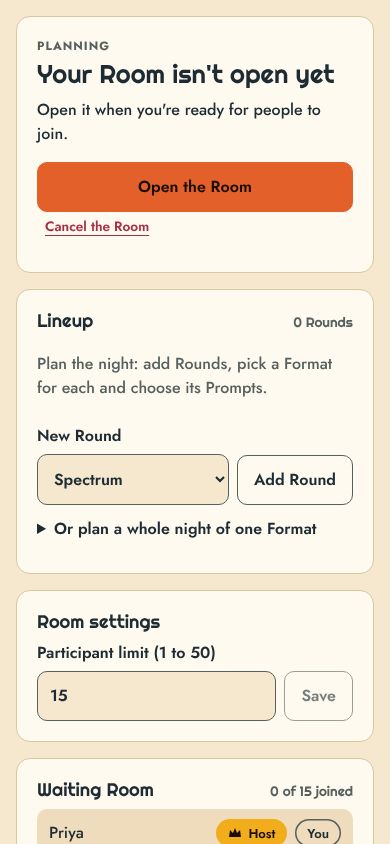 PLANNING
Your Room isn't open yet
Open it when you're ready for people to
join.
Open the Room
Cancel the Room
Lineup
0 Rounds
Plan the night: add Rounds, pick a Format
for each and choose its Prompts.
New Round
Spectrum
Add Round
Or plan a whole night of one Format
Room settings
Participant limit (1 to 50)
15
Save
Waiting Room
0 of 15 joined
Priya
Host
You